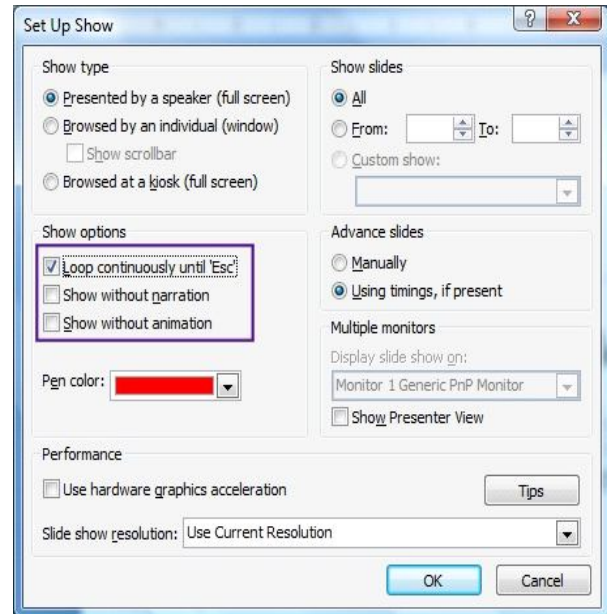 Set Up Show
Show type
Presented by a speaker (full screen)
Browsed by an individual (window)
Show scrollbar
Browsed at a kiosk (full screen)
Show slides
All
From: To:
Custom show:
Show options
Loop continuously until 'Esc'
Show without narration
Show without animation
Pen color:
Advance slides
Manually
Using timings, if present
Multiple monitors
Display slide show on:
Monitor 1 Generic PnP Monitor
Show Presenter View
Performance
Use hardware graphics acceleration
Tips
Slide show resolution: Use Current Resolution
OK Cancel